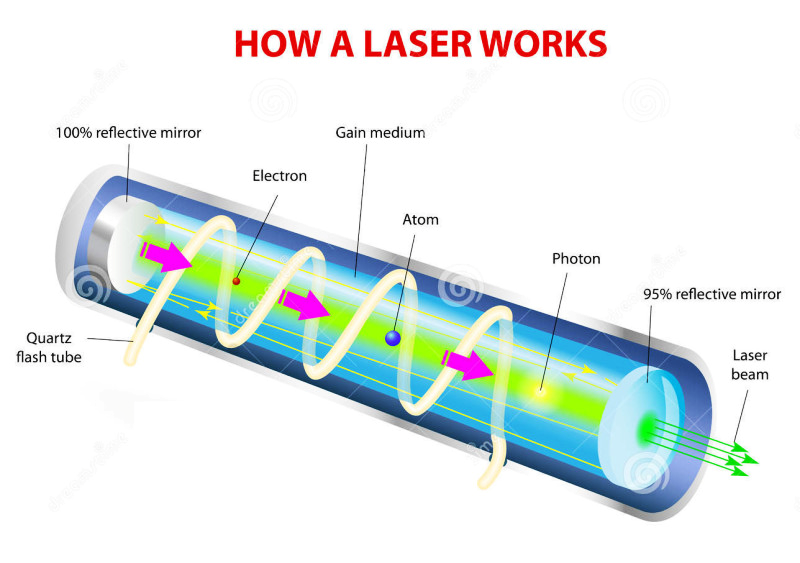 HOW A LASER WORKS
100% reflective mirror
Gain medium
Electron
Atom
Photon
95% reflective mirror
Quartz
flash tube
Laser
beam